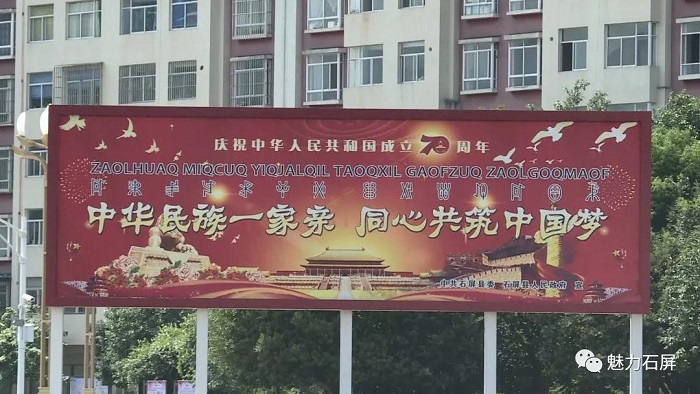 庆祝中华人民共和国成立70周年
ZAOLHUAQ MIQCUQ YIQJALQIL TAOQXIL GAOFZUQ ZAOLGOQMAOF
中华民族一家亲 同心共筑中国梦
中共石屏县委 石屏县人民政府 宣
魅力石屏